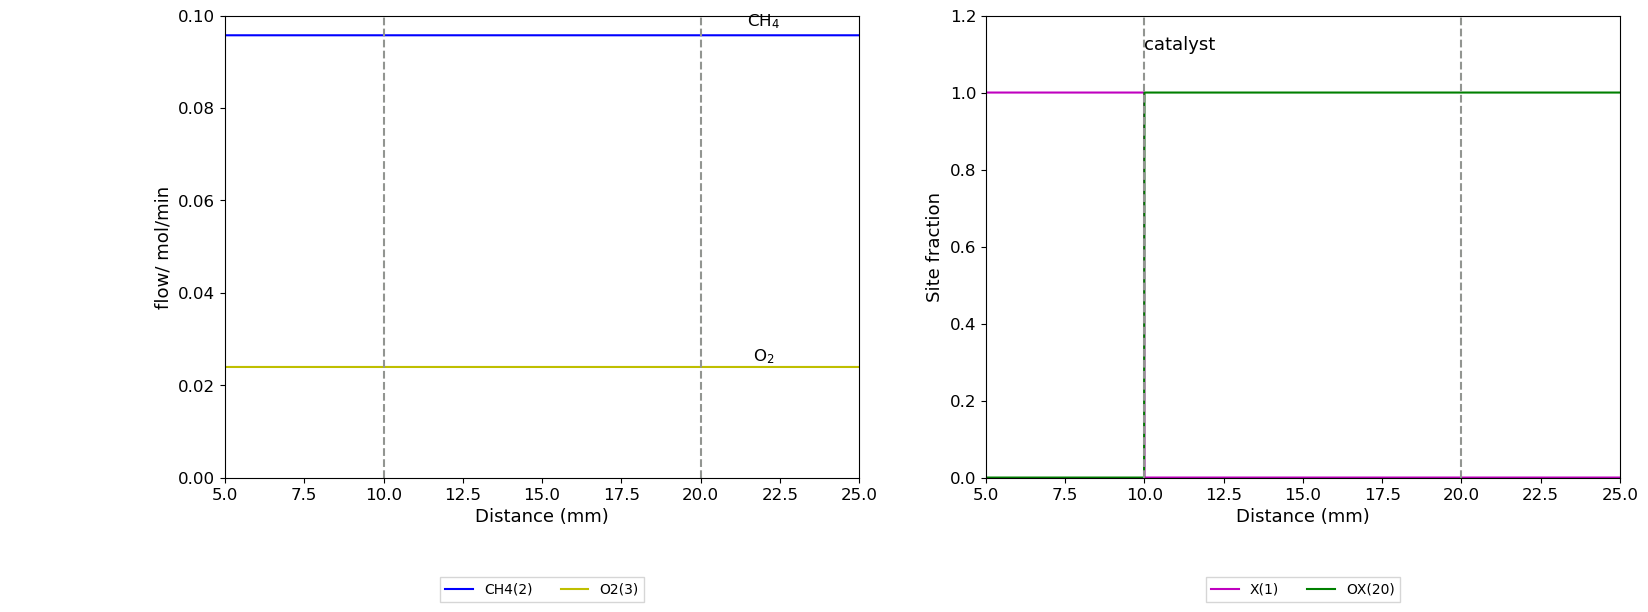 0.10
0.08
0.06
0.04
0.02
0.00
flow/ mol/min
CH₄
O₂
5.0 7.5 10.0 12.5 15.0 17.5 20.0 22.5 25.0
Distance (mm)
CH4(2) O2(3)
1.2
1.0
0.8
0.6
0.4
0.2
0.0
Site fraction
catalyst
5.0 7.5 10.0 12.5 15.0 17.5 20.0 22.5 25.0
Distance (mm)
X(1) OX(20)